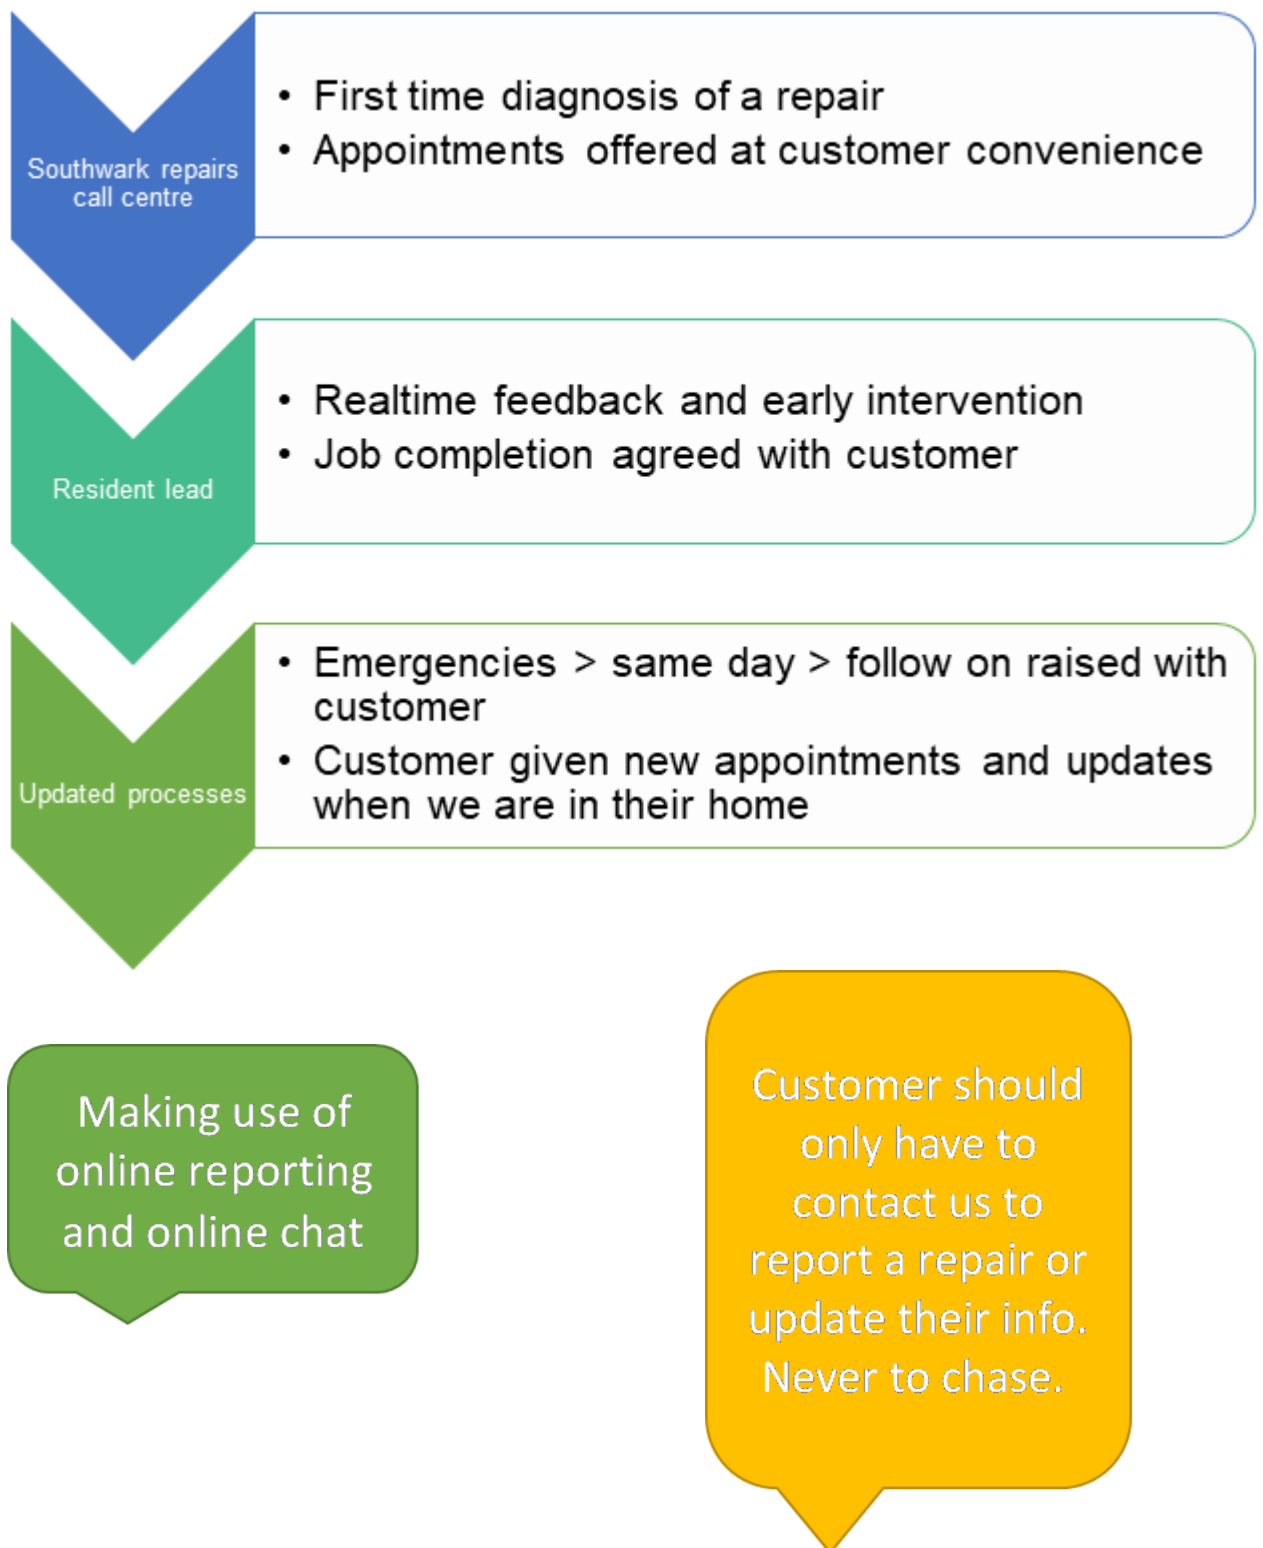 Southwark repairs
call centre
• First time diagnosis of a repair
• Appointments offered at customer convenience
Resident lead
• Realtime feedback and early intervention
• Job completion agreed with customer
Updated processes
• Emergencies > same day > follow on raised with
customer
• Customer given new appointments and updates
when we are in their home
Making use of
online reporting
and online chat
Customer should
only have to
contact us to
report a repair or
update their info.
Never to chase.